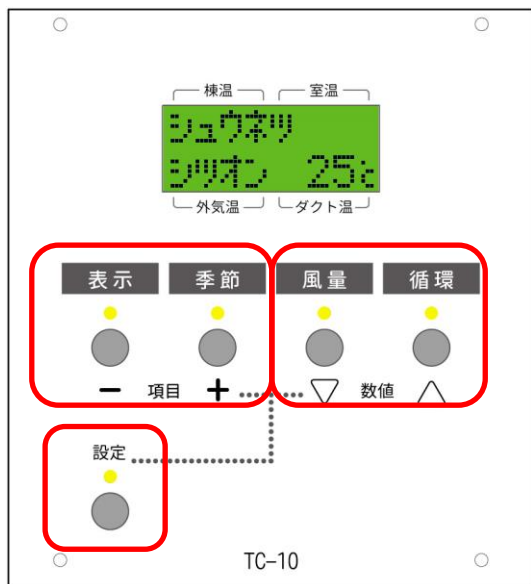 棟温 室温
シュウネツ
シツオン 25℃
外気温 ダクト温
表示 季節 風量 循環
− 項目 + ▽ 数値 △
設定
TC-10